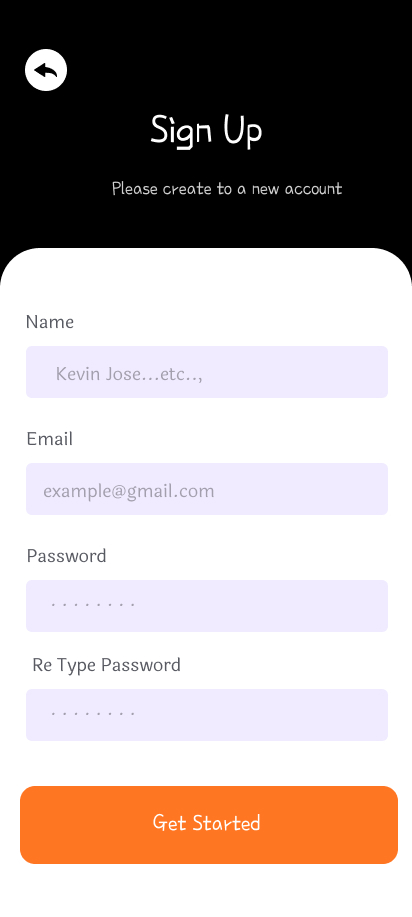 Sign Up
Please create to a new account
Name
Kevin Jose...etc..,
Email
example@gmail.com
Password
. . . . . . . .
Re Type Password
. . . . . . . .
Get Started